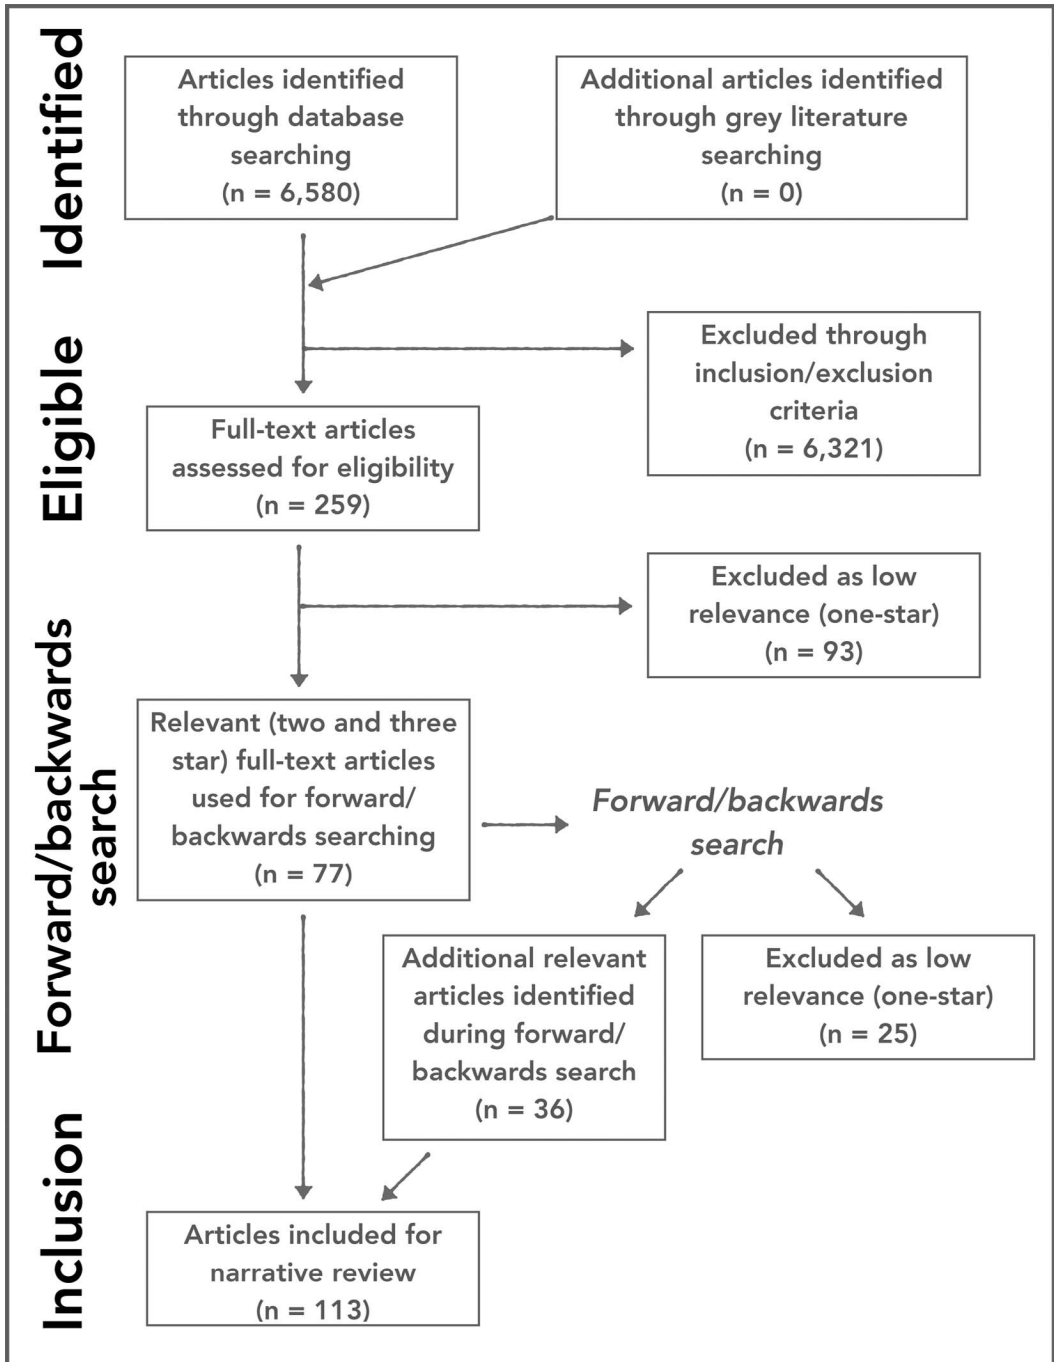 Identified
Articles identified
through database
searching
(n = 6,580)
Additional articles identified
through grey literature
searching
(n = 0)
Eligible
Excluded through
inclusion/exclusion
criteria
(n = 6,321)
Full-text articles
assessed for eligibility
(n = 259)
Excluded as low
relevance (one-star)
(n = 93)
Forward/backwards
search
Relevant (two and three
star) full-text articles
used for forward/
backwards searching
(n = 77)
Forward/backwards
search
Additional relevant
articles identified
during forward/
backwards search
(n = 36)
Excluded as low
relevance (one-star)
(n = 25)
Inclusion
Articles included for
narrative review
(n = 113)